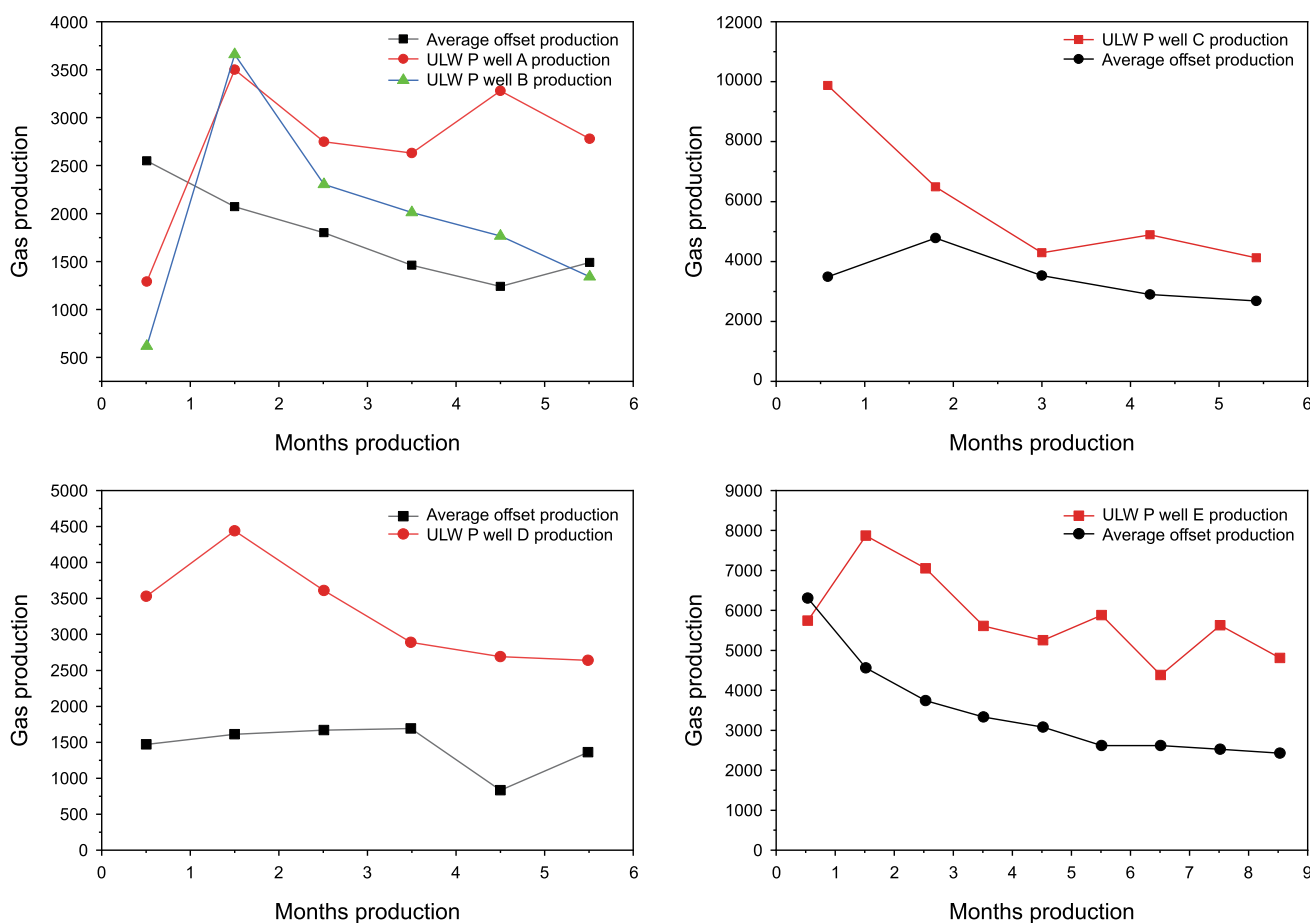 4000
3500
3000
2500
2000
1500
1000
500
Gas production
0 1 2 3 4 5 6
Months production
Average offset production
ULW P well A production
ULW P well B production
12000
10000
8000
6000
4000
2000
0
Gas production
0 1 2 3 4 5 6
Months production
ULW P well C production
Average offset production
5000
4500
4000
3500
3000
2500
2000
1500
1000
500
0
Gas production
0 1 2 3 4 5 6
Months production
Average offset production
ULW P well D production
9000
8000
7000
6000
5000
4000
3000
2000
1000
0
Gas production
0 1 2 3 4 5 6 7 8 9
Months production
ULW P well E production
Average offset production